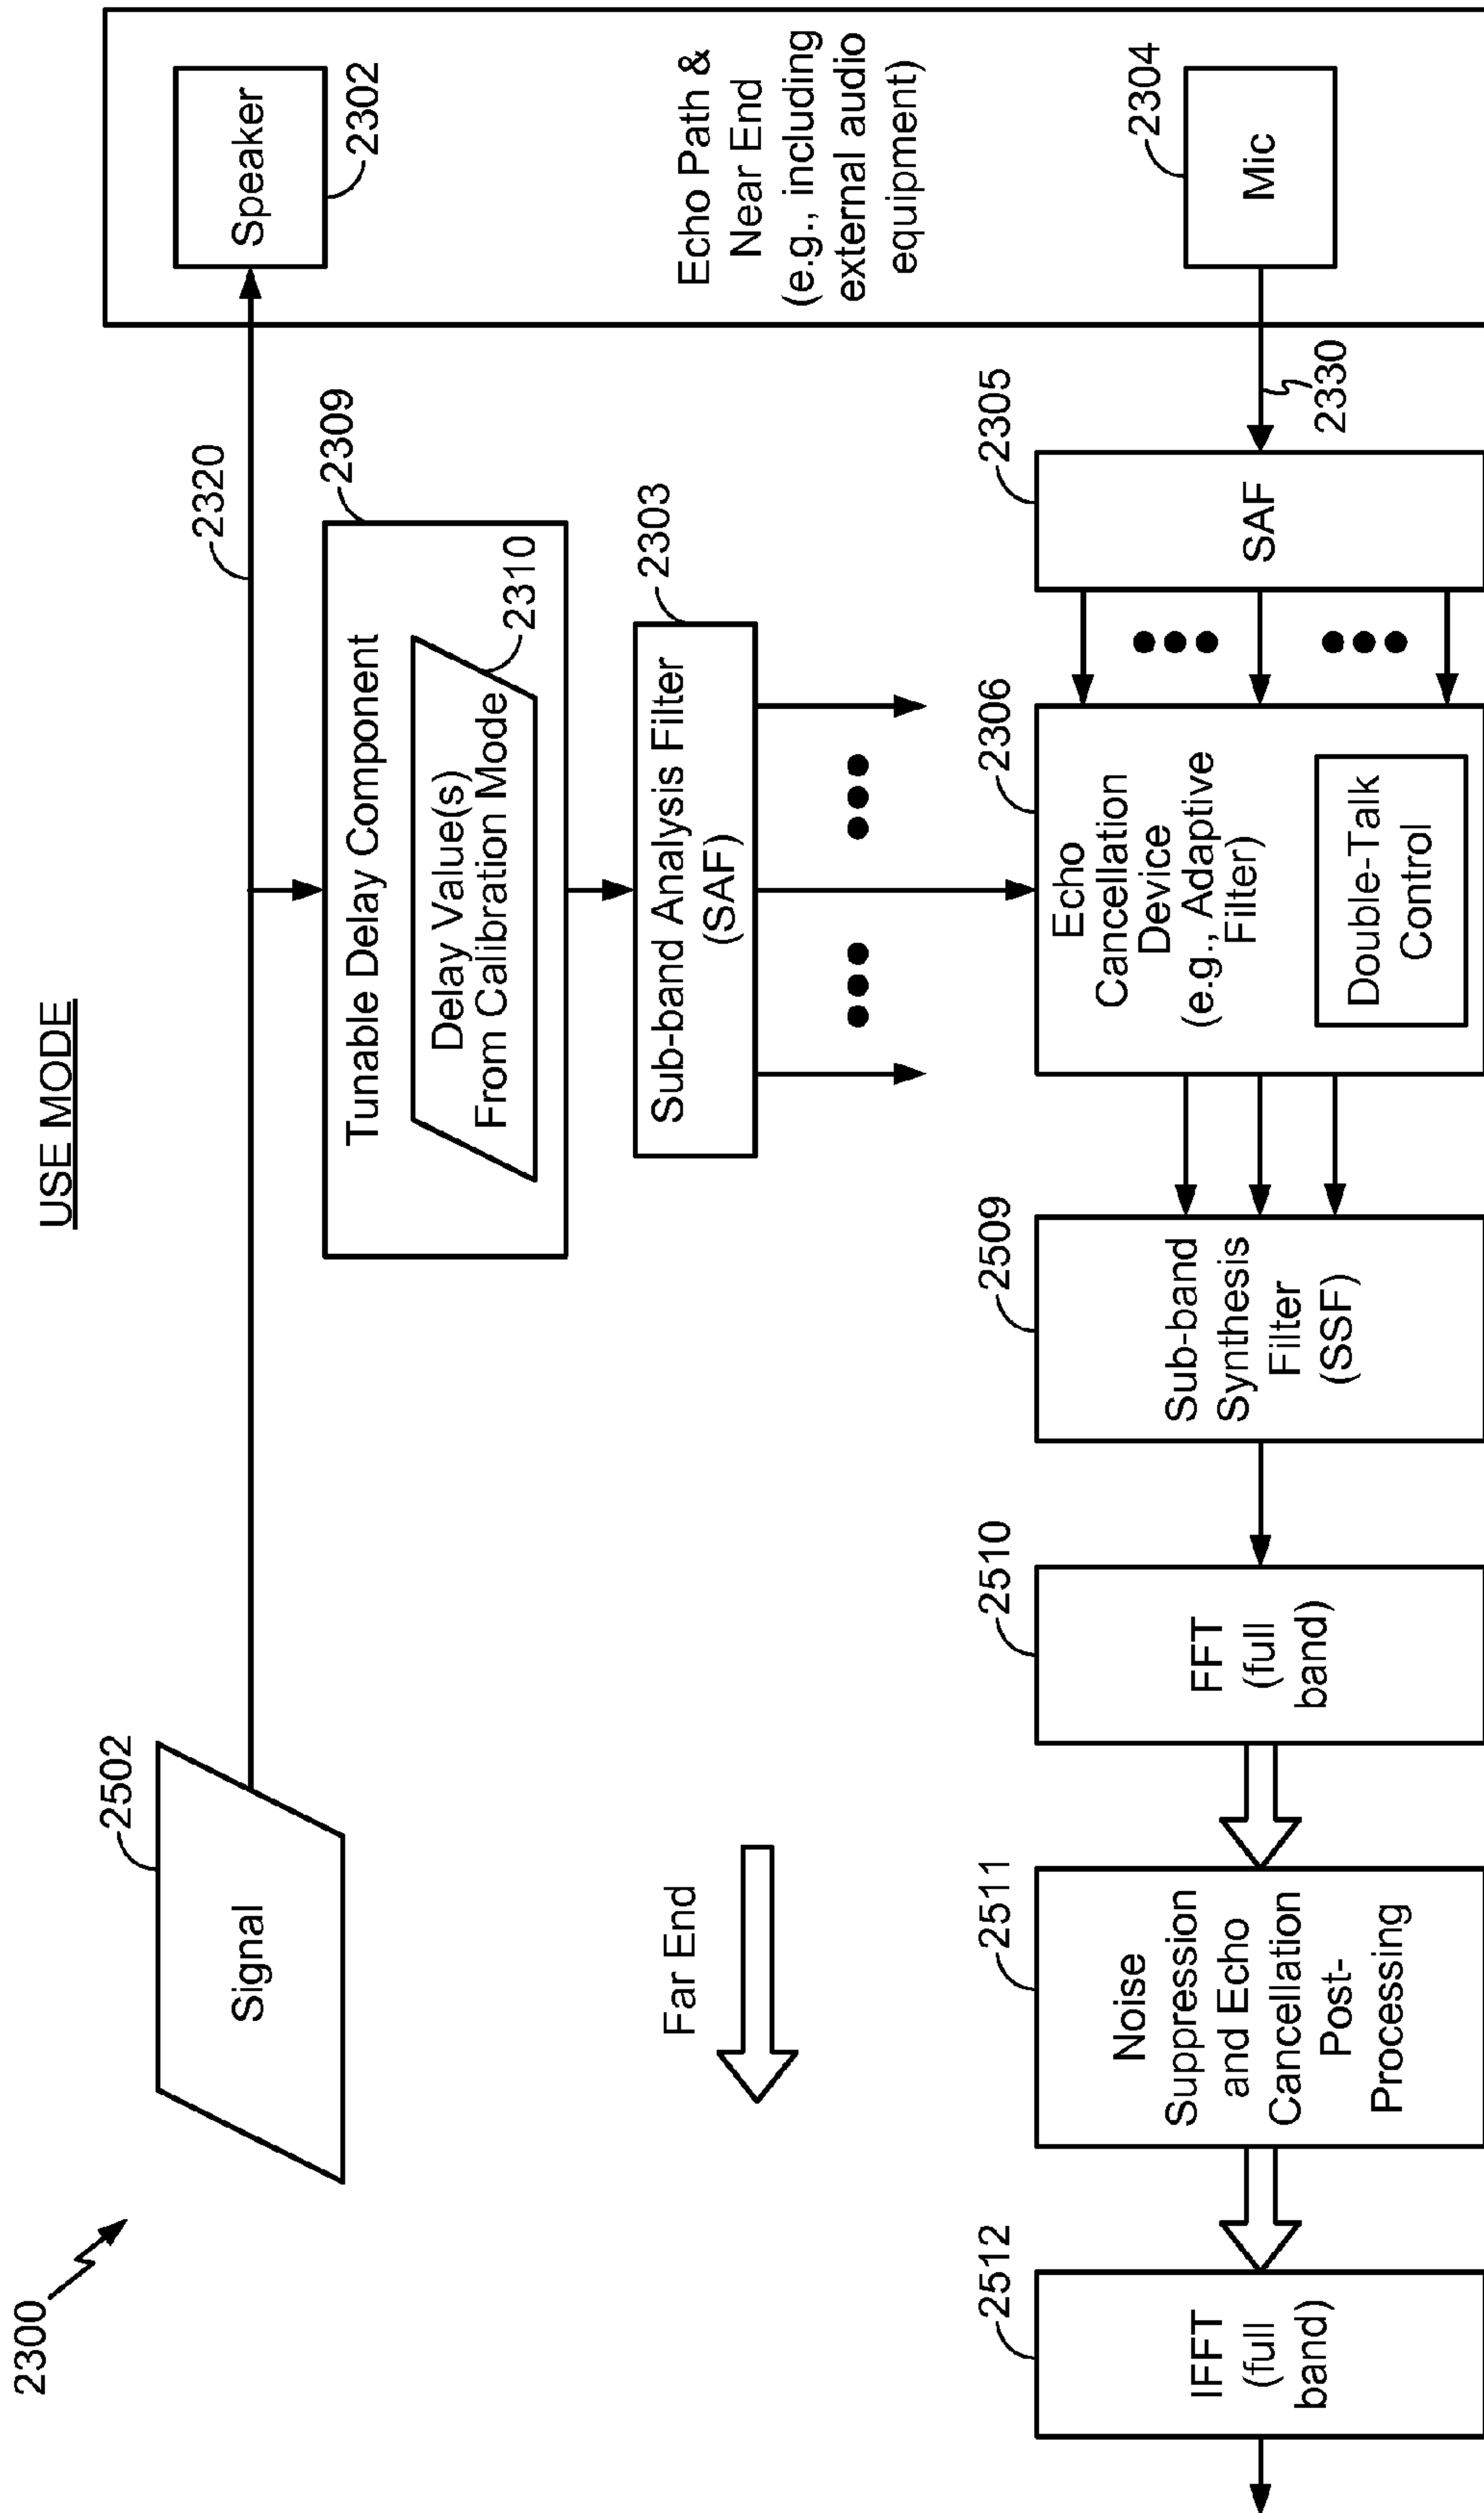 USE MODE
2300
2502
Signal
2320
Speaker
2302
Tunable Delay Component
2309
Delay Value(s)
From Calibration Mode
2310
Sub-band Analysis Filter
(SAF)
2303
Echo Path &
Near End
(e.g., including
external audio
equipment)
Far End
2512
IFFT
(full
band)
2511
Noise
Suppression
and Echo
Cancellation
Post-
Processing
2510
FFT
(full
band)
2509
Sub-band
Synthesis
Filter
(SSF)
2306
Echo
Cancellation
Device
(e.g., Adaptive
Filter)
Double-Talk
Control
2305
SAF
2330
2304
Mic